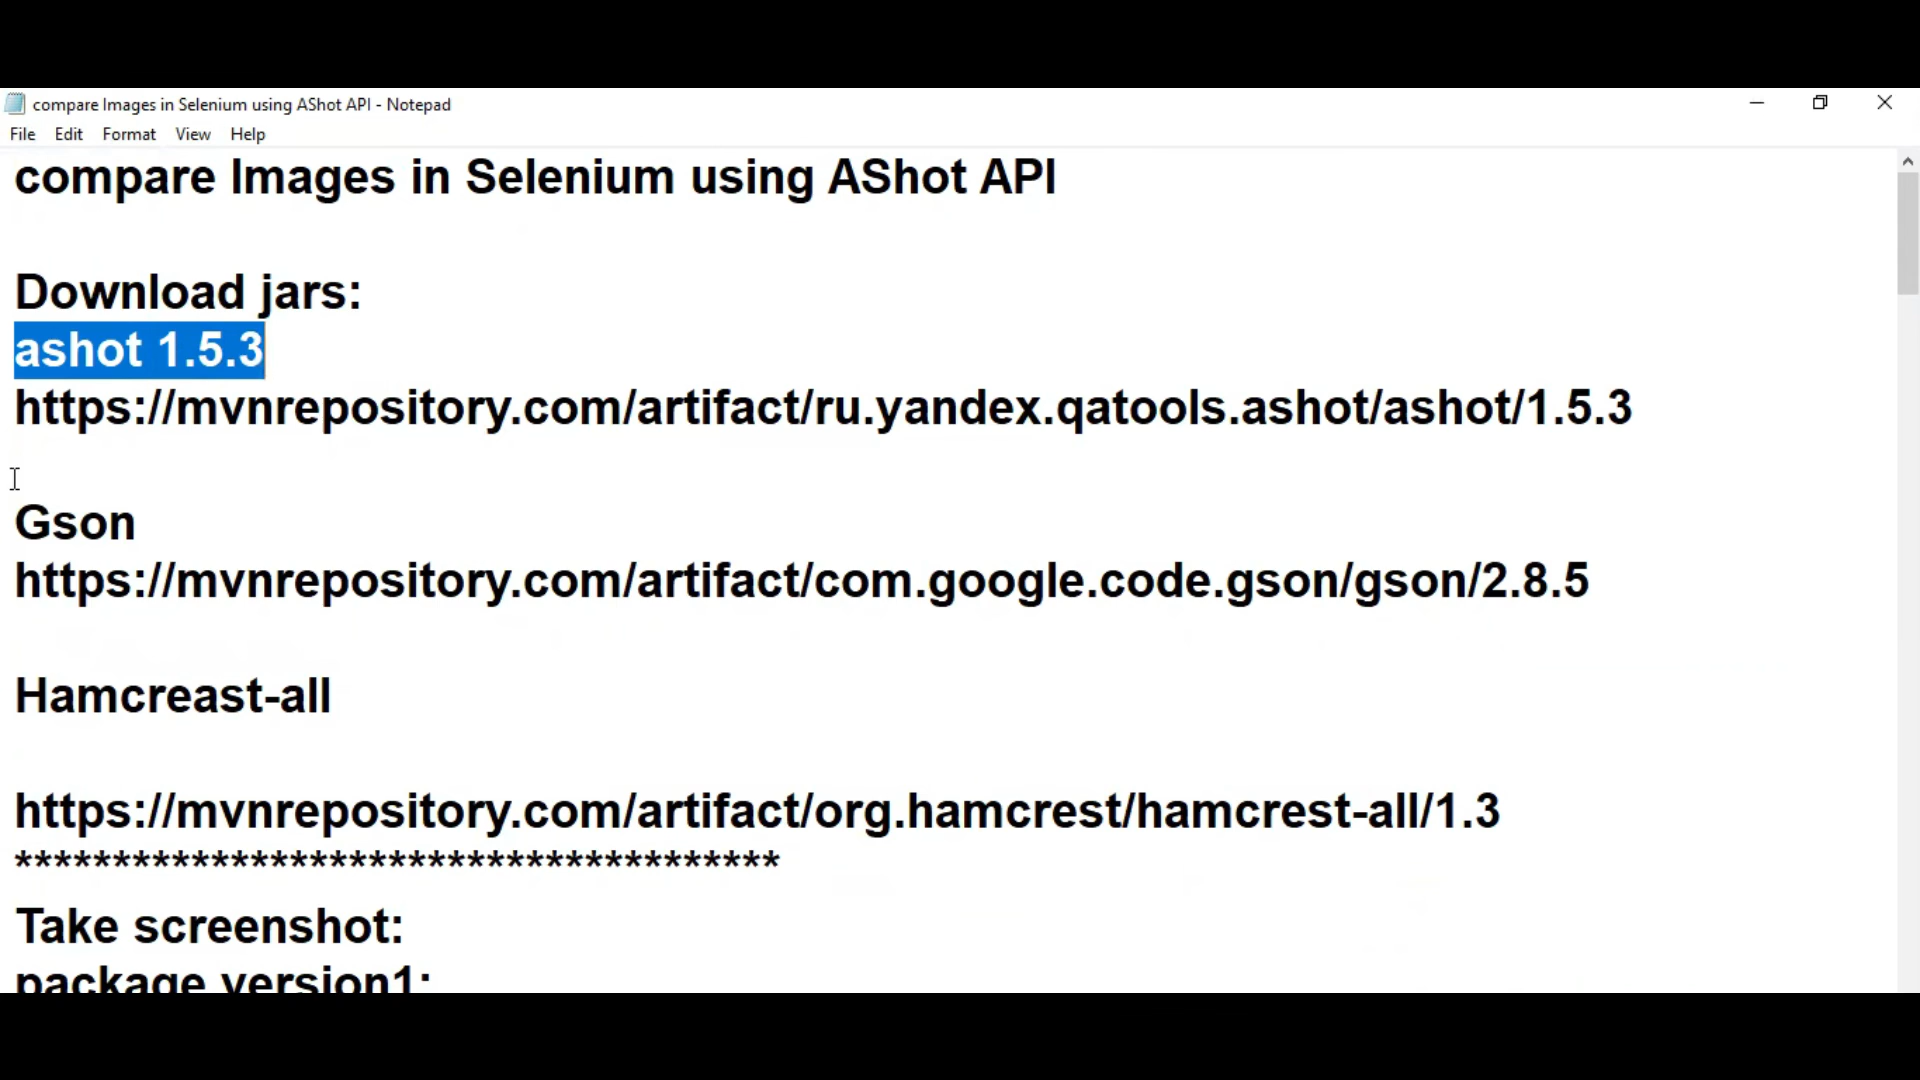 compare Images in Selenium using AShot API - Notepad
File Edit Format View Help
compare Images in Selenium using AShot API
Download jars:
ashot 1.5.3
https://mvnrepository.com/artifact/ru.yandex.qatools.ashot/ashot/1.5.3
Gson
https://mvnrepository.com/artifact/com.google.code.gson/gson/2.8.5
Hamcreast-all
https://mvnrepository.com/artifact/org.hamcrest/hamcrest-all/1.3
***************************************
Take screenshot:
package version1;